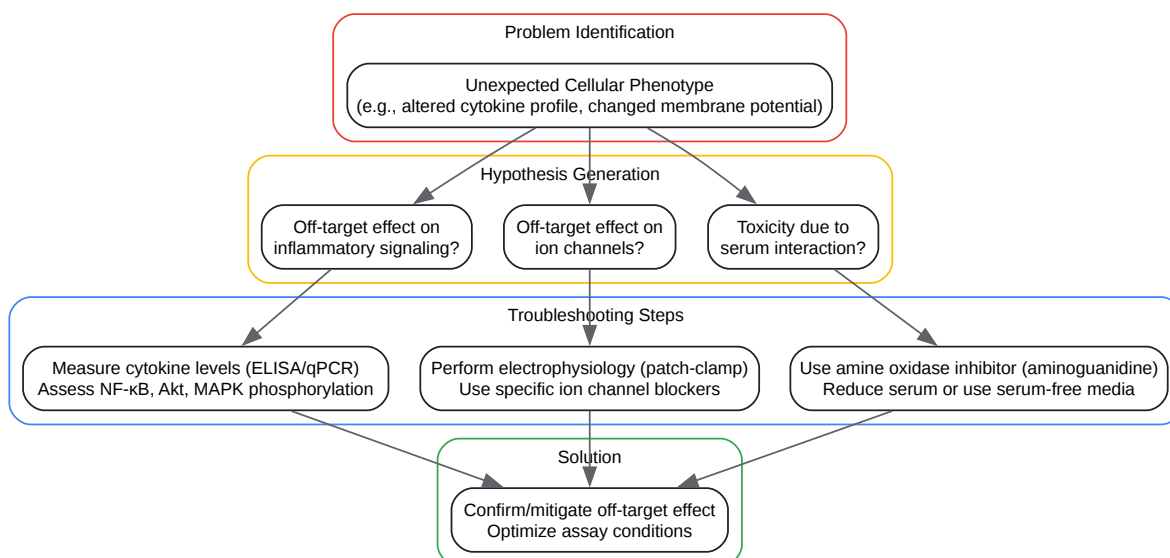 Problem Identification
Unexpected Cellular Phenotype
(e.g., altered cytokine profile, changed membrane potential)
Hypothesis Generation
Off-target effect on
inflammatory signaling?
Off-target effect on
ion channels?
Toxicity due to
serum interaction?
Troubleshooting Steps
Measure cytokine levels (ELISA/qPCR)
Assess NF-κB, Akt, MAPK phosphorylation
Perform electrophysiology (patch-clamp)
Use specific ion channel blockers
Use amine oxidase inhibitor (aminoguanidine)
Reduce serum or use serum-free media
Solution
Confirm/mitigate off-target effect
Optimize assay conditions